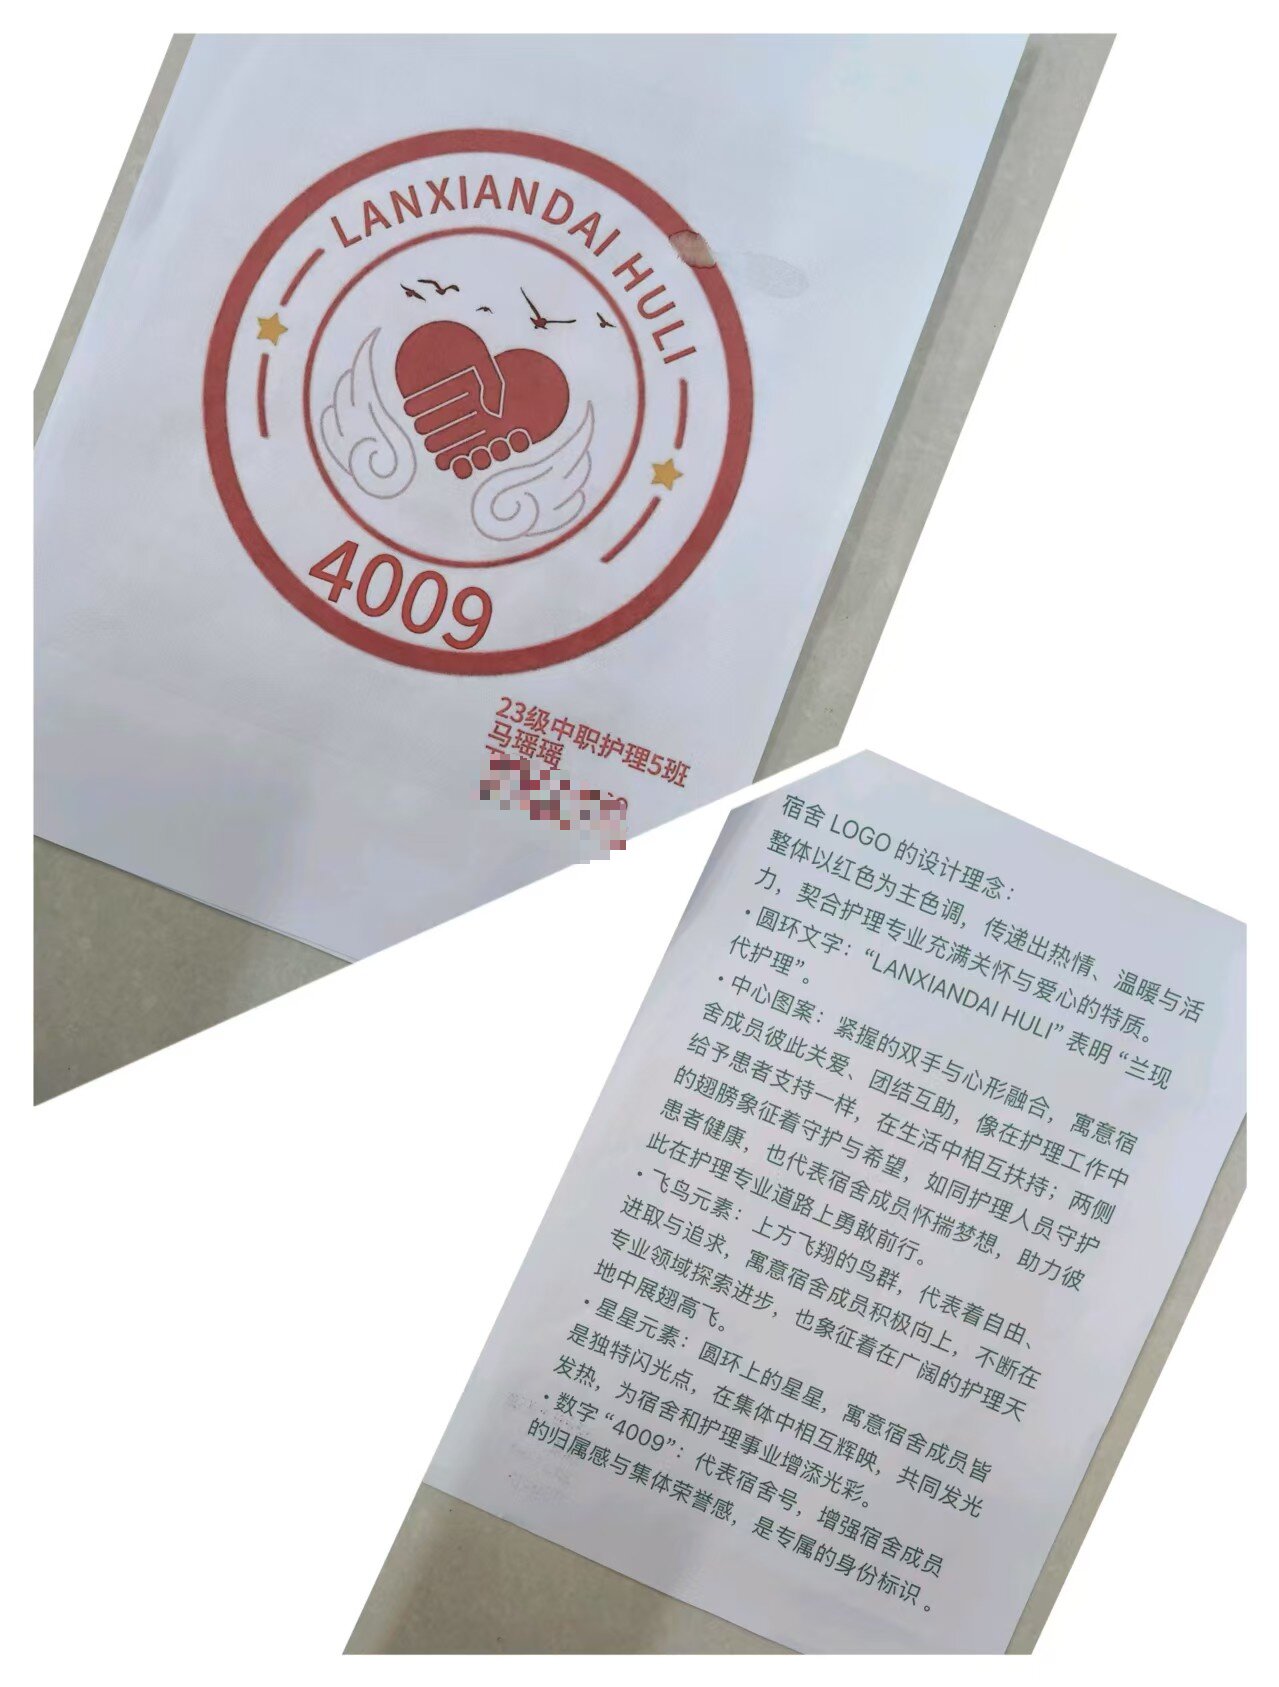 LANXIANDAI HULI
4009
23级中职护理5班
马瑶瑶
宿舍 LOGO 的设计理念：
整体以红色为主色调，传递出热情、温暖与活
力，契合护理专业充满关怀与爱心的特质。
·圆环文字：“LANXIANDAI HULI” 表明 “兰现
代护理”。
·中心图案：紧握的双手与心形融合，寓意宿
舍成员彼此关爱、团结互助，像在护理工作中
给予患者支持一样，在生活中相互扶持；两侧
的翅膀象征着守护与希望，如同护理人员守护
患者健康，也代表宿舍成员怀揣梦想，助力彼
此在护理专业道路上勇敢前行。
·飞鸟元素：上方飞翔的鸟群，代表着自由、
进取与追求，寓意宿舍成员积极向上，不断在
专业领域探索进步，也象征着在广阔的护理天
地中展翅高飞。
·星星元素：圆环上的星星，寓意宿舍成员皆
是独特闪光点，在集体中相互辉映，共同发光
发热，为宿舍和护理事业增添光彩。
·数字 “4009”：代表宿舍号，增强宿舍成员
的归属感与集体荣誉感，是专属的身份标识。